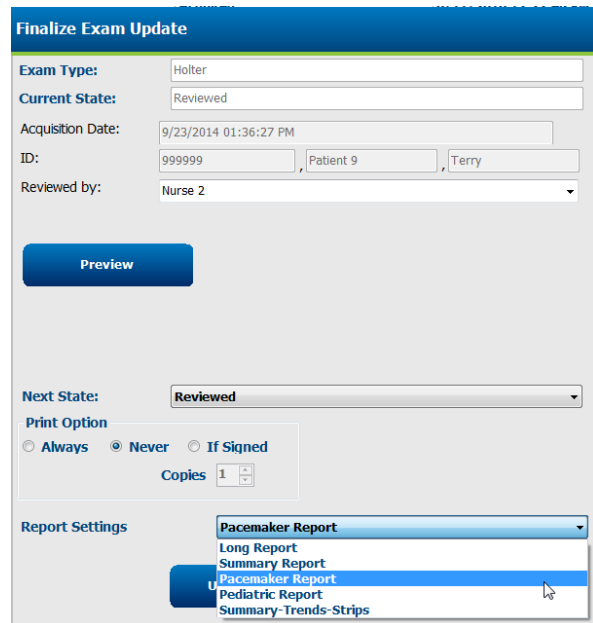 Finalize Exam Update
Exam Type: Holter
Current State: Reviewed
Acquisition Date: 9/23/2014 01:36:27 PM
ID: 999999 , Patient 9 , Terry
Reviewed by: Nurse 2
Preview
Next State: Reviewed
Print Option
Always Never If Signed
Copies 1
Report Settings Pacemaker Report
Long Report
Summary Report
Pacemaker Report
U
Pediatric Report
Summary-Trends-Strips